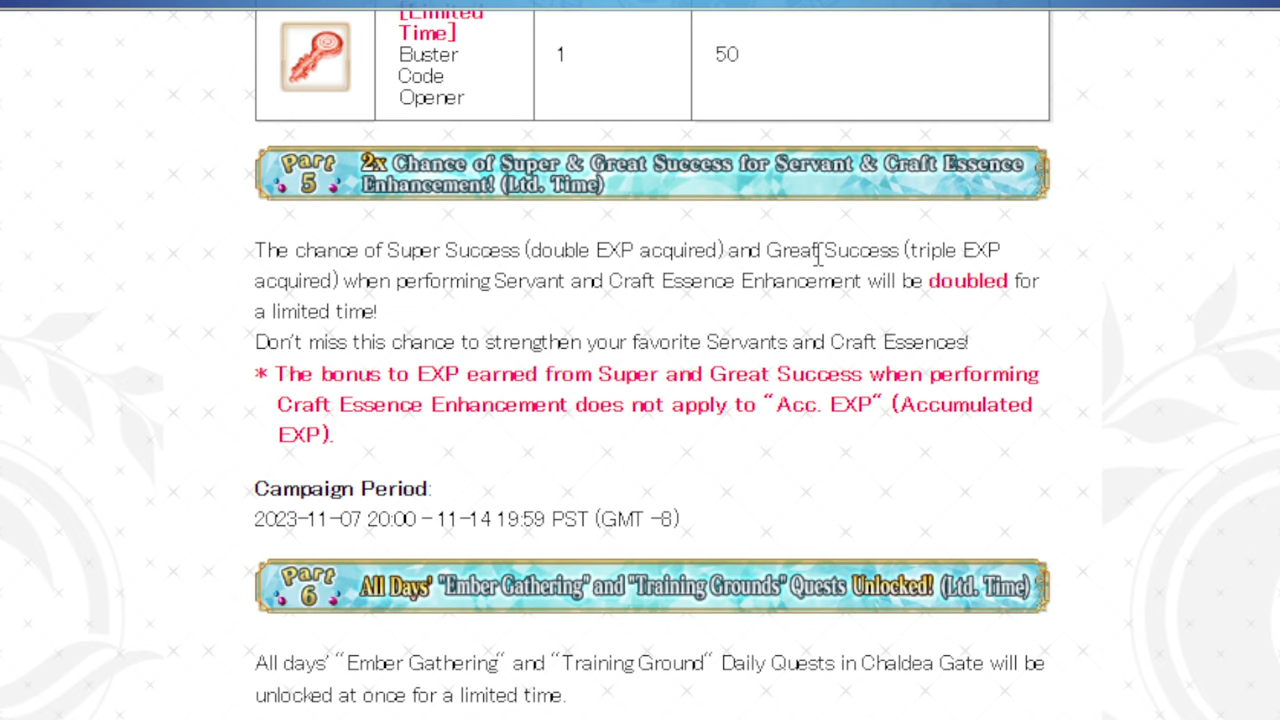 [Limited
Time]
Buster
Code
Opener
1
50
Part
5
2x Chance of Super & Great Success for Servant & Craft Essence
Enhancement! (Ltd. Time)
The chance of Super Success (double EXP acquired) and Great Success (triple EXP
acquired) when performing Servant and Craft Essence Enhancement will be doubled for
a limited time!
Don't miss this chance to strengthen your favorite Servants and Craft Essences!
* The bonus to EXP earned from Super and Great Success when performing
Craft Essence Enhancement does not apply to "Acc. EXP" (Accumulated
EXP).
Campaign Period:
2023-11-07 20:00 - 11-14 19:59 PST (GMT -8)
Part
6
All Days' "Ember Gathering" and "Training Grounds" Quests Unlocked! (Ltd. Time)
All days' "Ember Gathering" and "Training Ground" Daily Quests in Chaldea Gate will be
unlocked at once for a limited time.